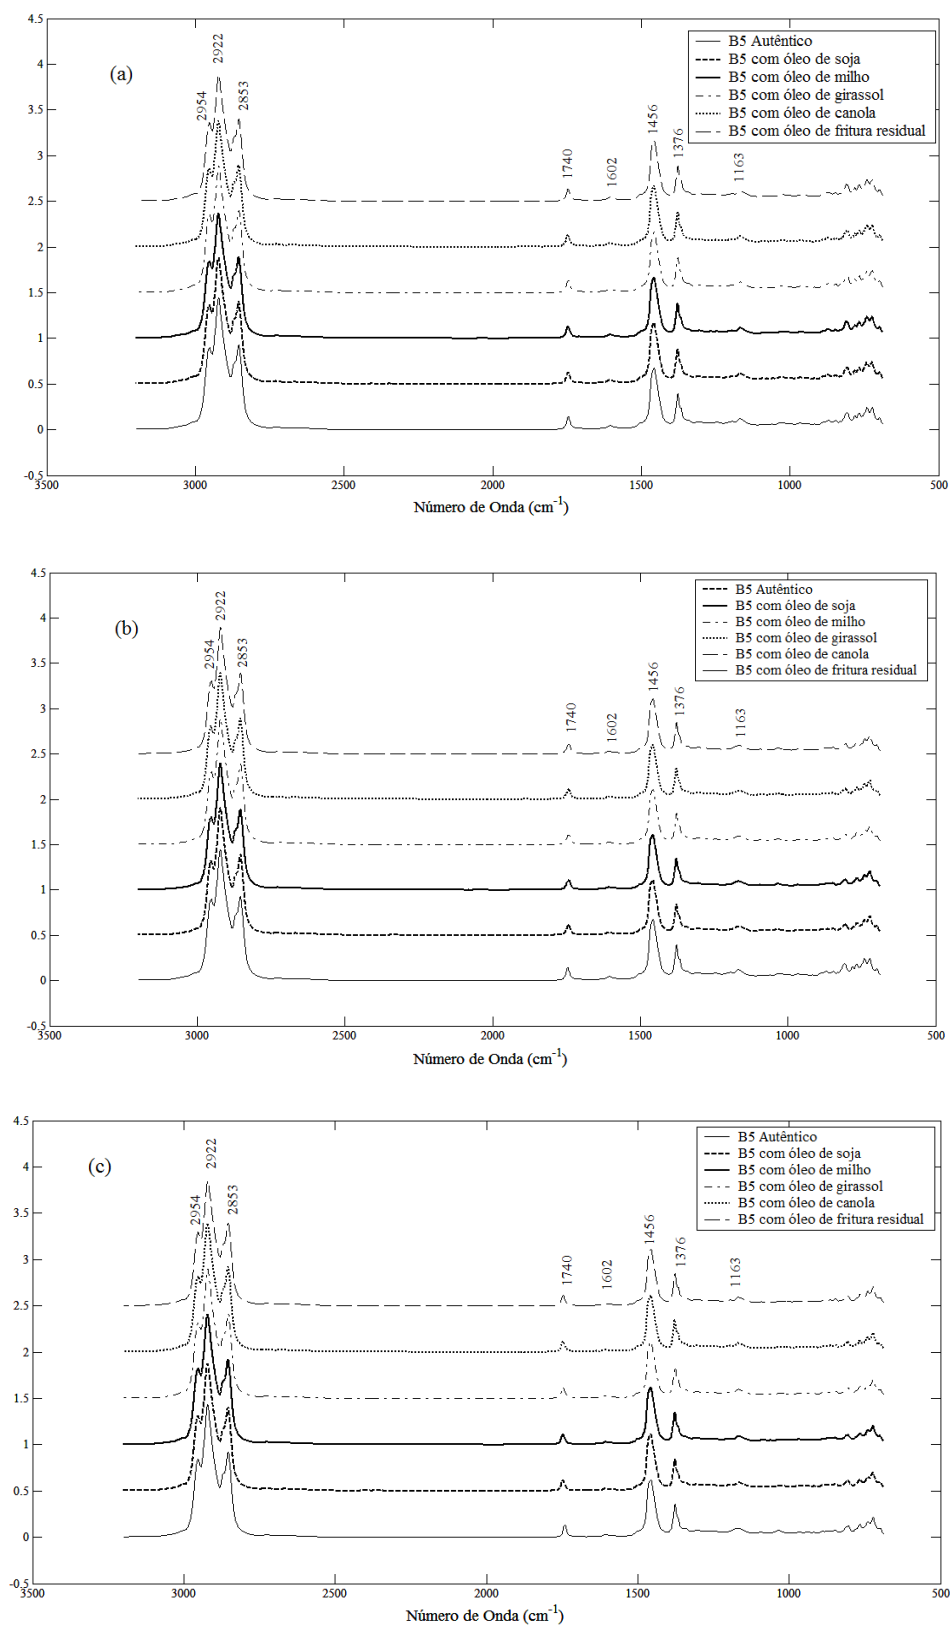 (a)
2954
2922
2853
1740
1602
1456
1376
1163
B5 Autêntico
B5 com óleo de soja
B5 com óleo de milho
B5 com óleo de girassol
B5 com óleo de canola
B5 com óleo de fritura residual
4.5
4
3.5
3
2.5
2
1.5
1
0.5
0
-0.5
3500 3000 2500 2000 1500 1000 500
Número de Onda (cm⁻¹)
(b)
2954
2922
2853
1740
1602
1456
1376
1163
B5 Autêntico
B5 com óleo de soja
B5 com óleo de milho
B5 com óleo de girassol
B5 com óleo de canola
B5 com óleo de fritura residual
4.5
4
3.5
3
2.5
2
1.5
1
0.5
0
-0.5
3500 3000 2500 2000 1500 1000 500
Número de Onda (cm⁻¹)
(c)
2954
2922
2853
1740
1602
1456
1376
1163
B5 Autêntico
B5 com óleo de soja
B5 com óleo de milho
B5 com óleo de girassol
B5 com óleo de canola
B5 com óleo de fritura residual
4.5
4
3.5
3
2.5
2
1.5
1
0.5
0
-0.5
3500 3000 2500 2000 1500 1000 500
Número de Onda (cm⁻¹)